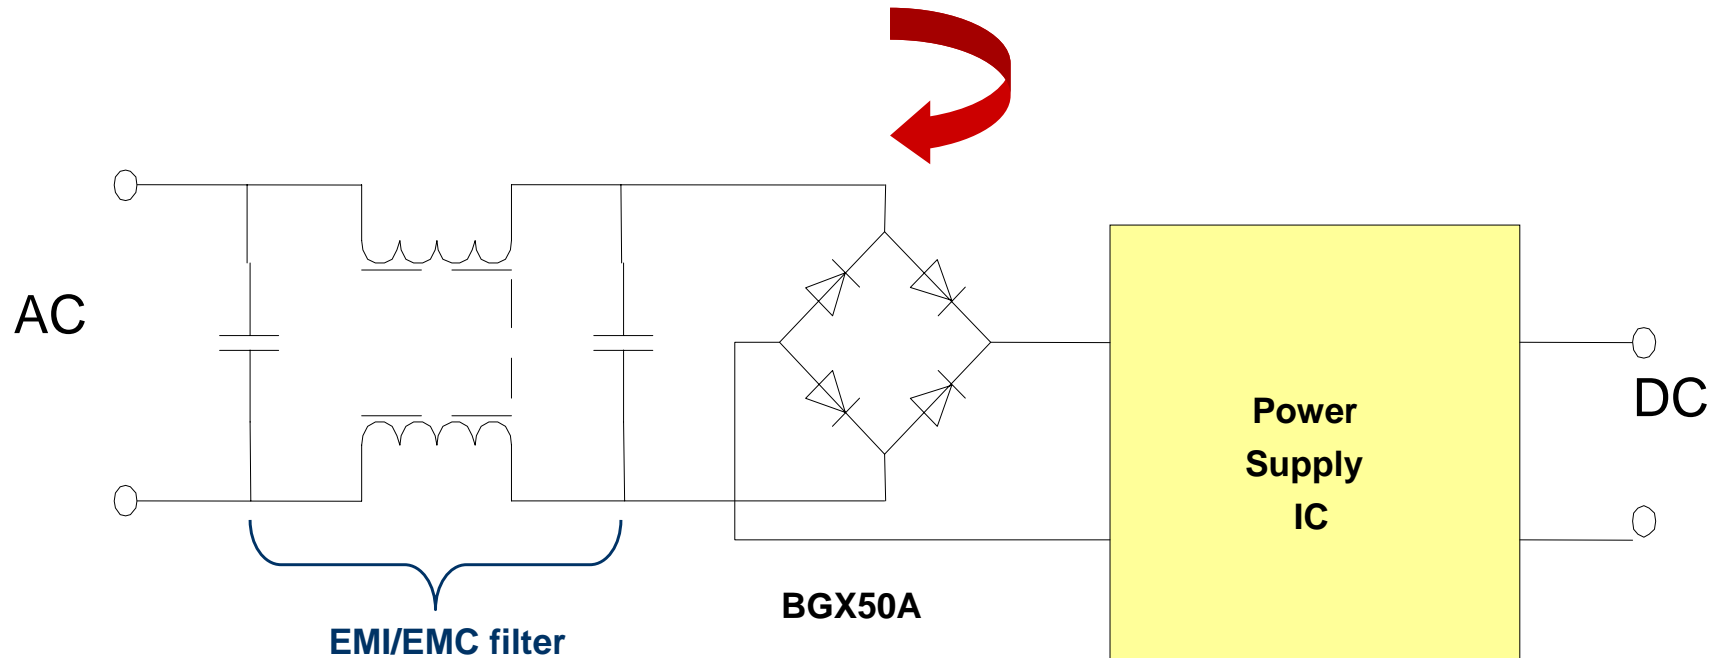 AC
DC
Power
Supply
IC
BGX50A
EMI/EMC filter